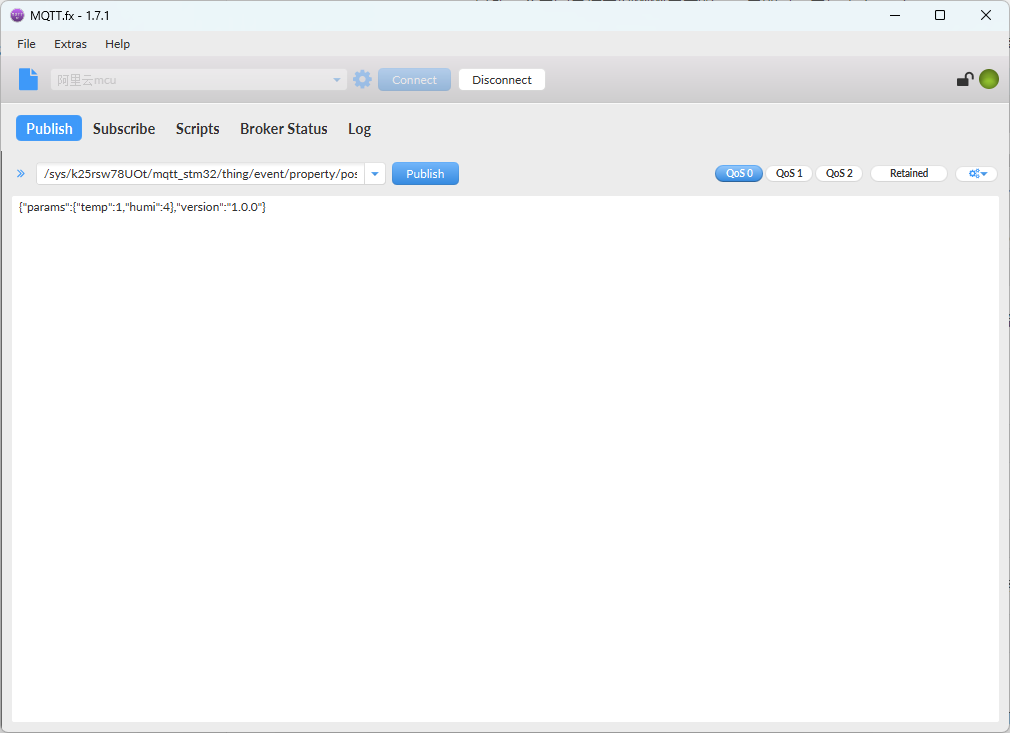 MQTT.fx - 1.7.1
File Extras Help
阿里云mcu Connect Disconnect
Publish Subscribe Scripts Broker Status Log
/sys/k25rsw78UOt/mqtt_stm32/thing/event/property/pos Publish QoS 0 QoS 1 QoS 2 Retained
{"params":{"temp":1,"humi":4},"version":"1.0.0"}